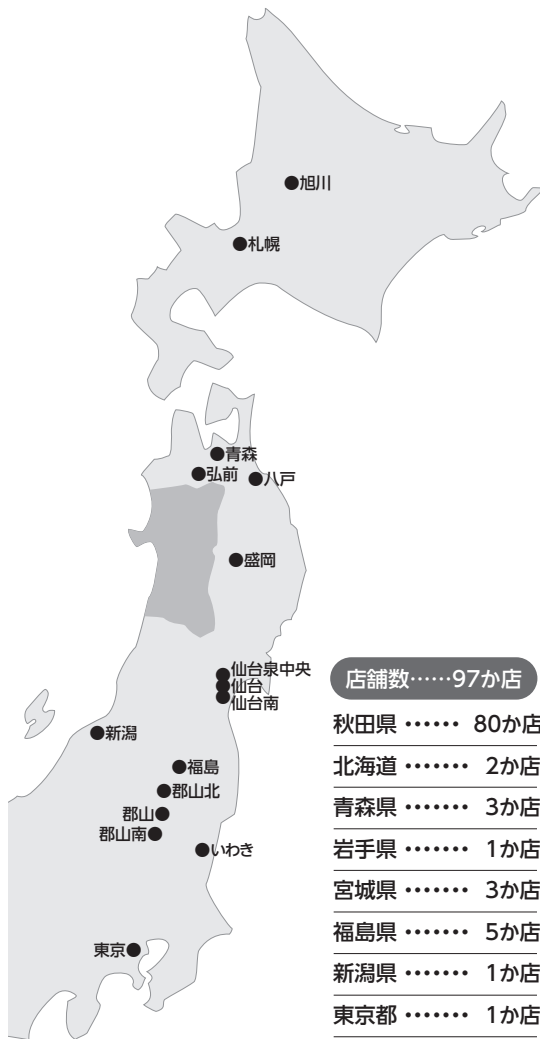 旭川
札幌
青森
弘前
八戸
盛岡
仙台泉中央
仙台
仙台南
新潟
福島
郡山北
郡山
郡山南
いわき
東京
店舗数……97か店
秋田県 …… 80か店
北海道 ……・ 2か店
青森県 ……・ 3か店
岩手県 ……・ 1か店
宮城県 ……・ 3か店
福島県 ……・ 5か店
新潟県 ……・ 1か店
東京都 ……・ 1か店